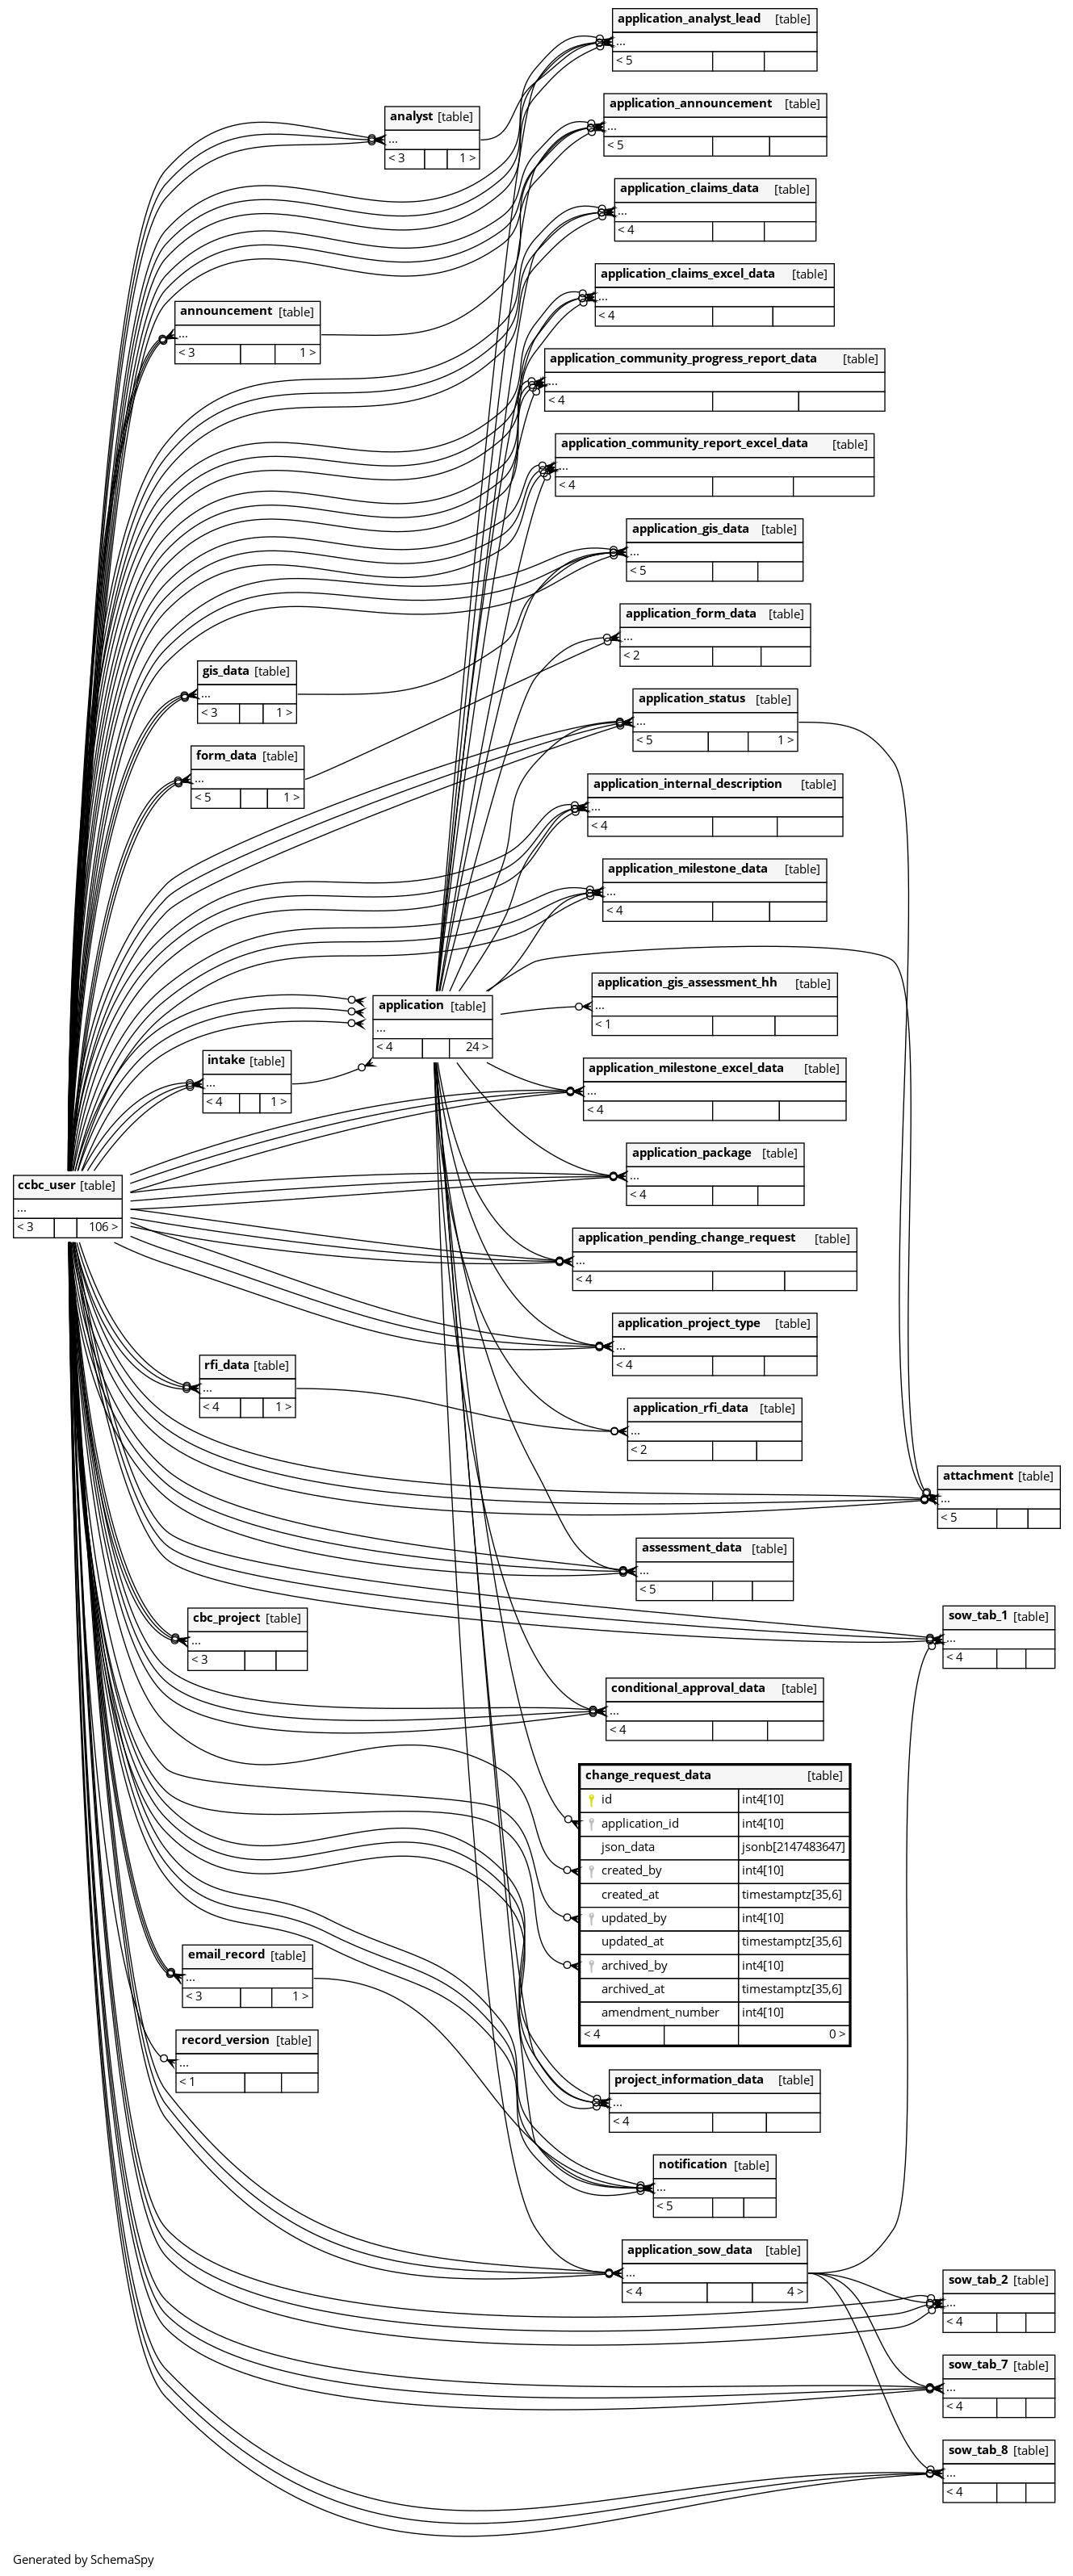 application_analyst_lead [table]
...
< 5
application_announcement [table]
...
< 5
analyst [table]
...
< 3 1 >
application_claims_data [table]
...
< 4
application_claims_excel_data [table]
...
< 4
announcement [table]
...
< 3 1 >
application_community_progress_report_data [table]
...
< 4
application_community_report_excel_data [table]
...
< 4
application_gis_data [table]
...
< 5
application_form_data [table]
...
< 2
gis_data [table]
...
< 3 1 >
application_status [table]
...
< 5 1 >
form_data [table]
...
< 5 1 >
application_internal_description [table]
...
< 4
application_milestone_data [table]
...
< 4
application_gis_assessment_hh [table]
...
< 1
application [table]
...
< 4 24 >
intake [table]
...
< 4 1 >
application_milestone_excel_data [table]
...
< 4
application_package [table]
...
< 4
ccbc_user [table]
...
< 3 106 >
application_pending_change_request [table]
...
< 4
application_project_type [table]
...
< 4
rfi_data [table]
...
< 4 1 >
application_rfi_data [table]
...
< 2
attachment [table]
...
< 5
assessment_data [table]
...
< 5
cbc_project [table]
...
< 3
sow_tab_1 [table]
...
< 4
conditional_approval_data [table]
...
< 4
change_request_data [table]
id int4[10]
application_id int4[10]
json_data jsonb[2147483647]
created_by int4[10]
created_at timestamptz[35,6]
updated_by int4[10]
updated_at timestamptz[35,6]
archived_by int4[10]
archived_at timestamptz[35,6]
amendment_number int4[10]
< 4 0 >
email_record [table]
...
< 3 1 >
record_version [table]
...
< 1
project_information_data [table]
...
< 4
notification [table]
...
< 5
application_sow_data [table]
...
< 4 4 >
sow_tab_2 [table]
...
< 4
sow_tab_7 [table]
...
< 4
sow_tab_8 [table]
...
< 4
Generated by SchemaSpy